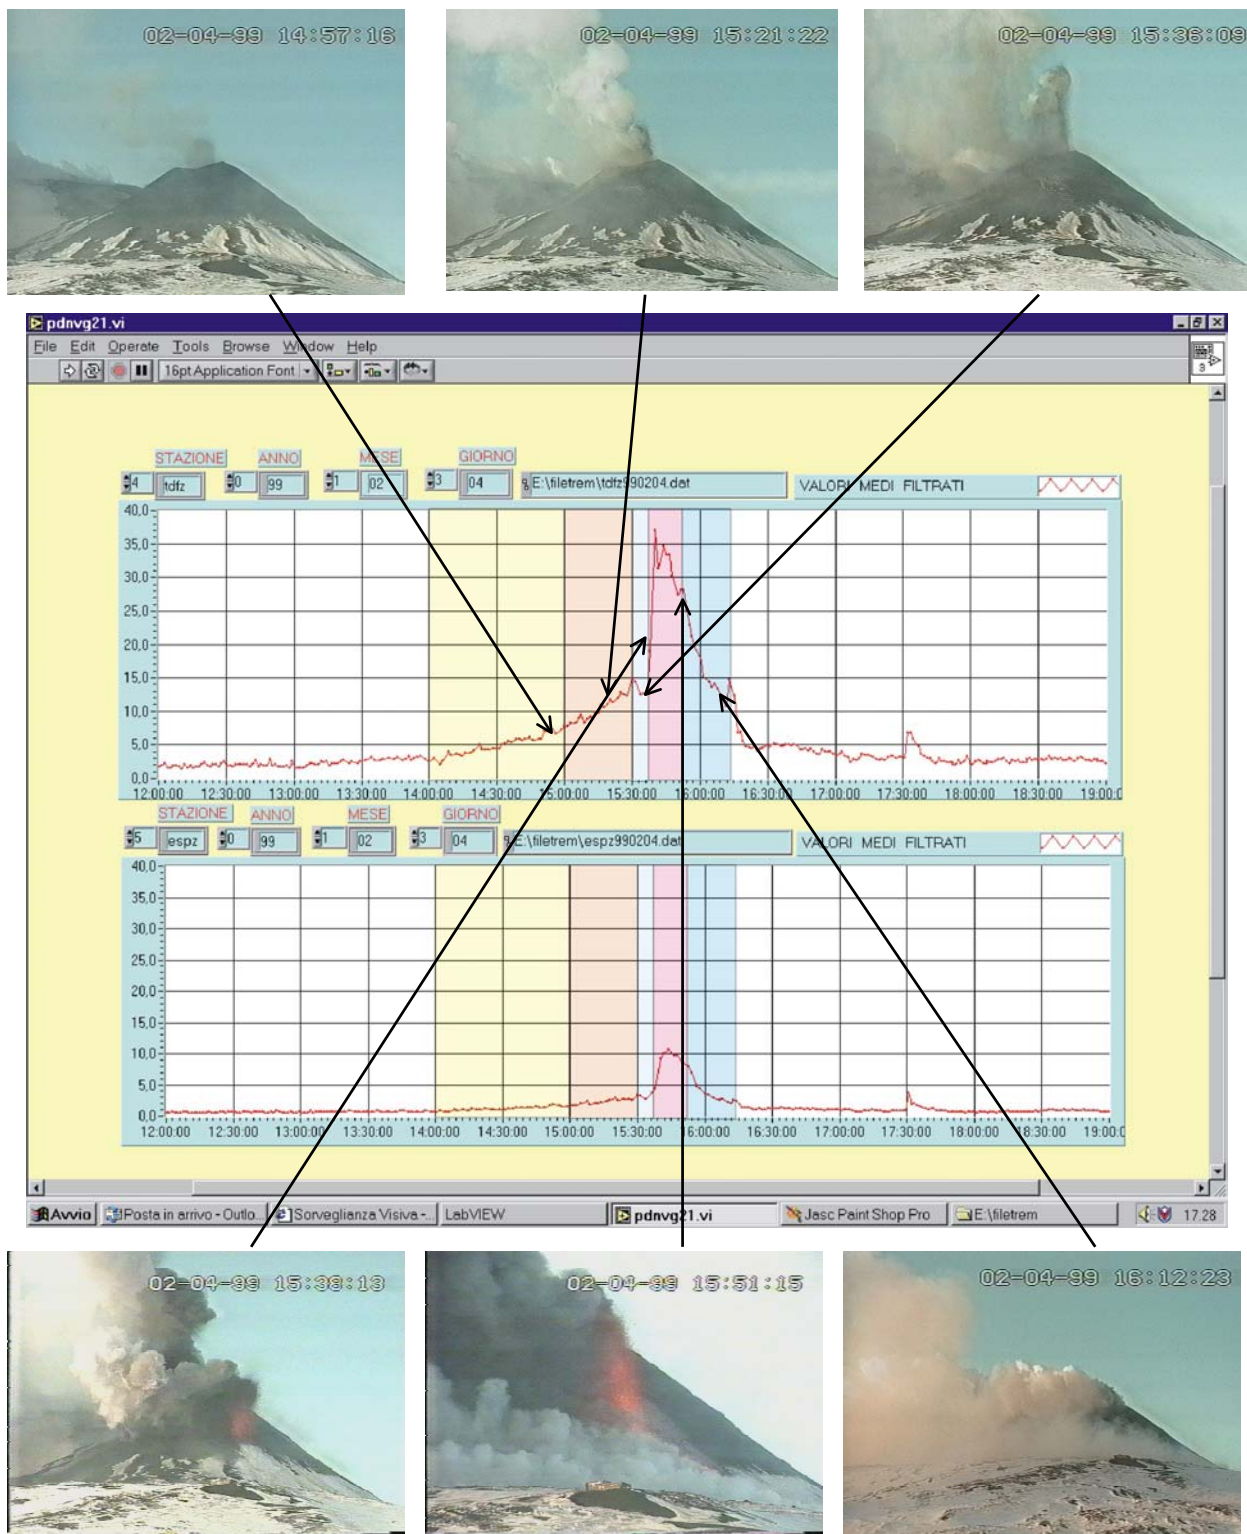 02-04-99 14:57:16
02-04-99 15:21:22
02-04-99 15:36:09
pdnvg21.vi
File Edit Operate Tools Browse Window Help
16pt Application Font
3
STAZIONE ANNO MESE GIORNO
4 tdfz 0 99 1 02 3 04 E:\filetrem\tdfz990204.dat VALORI MEDI FILTRATI
40,0
35,0
30,0
25,0
20,0
15,0
10,0
5,0
0,0
12:00:00 12:30:00 13:00:00 13:30:00 14:00:00 14:30:00 15:00:00 15:30:00 16:00:00 16:30:00 17:00:00 17:30:00 18:00:00 18:30:00 19:00:0
STAZIONE ANNO MESE GIORNO
5 espz 0 99 1 02 3 04 E:\filetrem\espz990204.dat VALORI MEDI FILTRATI
40,0
35,0
30,0
25,0
20,0
15,0
10,0
5,0
0,0
12:00:00 12:30:00 13:00:00 13:30:00 14:00:00 14:30:00 15:00:00 15:30:00 16:00:00 16:30:00 17:00:00 17:30:00 18:00:00 18:30:00 19:00:0
Avvio Posta in arrivo - Outlo... Sorveglianza Visiva -... LabVIEW pdnvg21.vi Jasc Paint Shop Pro E:\filetrem 17.28
02-04-99 15:38:13
02-04-99 15:51:15
02-04-99 16:12:23